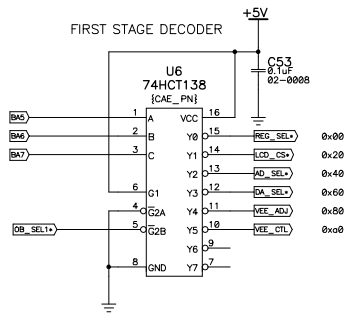 +5V
FIRST STAGE DECODER
C53
0.1uF
02-0008
U6
74HCT138
{CAE_PN}
BA5 1 A VCC 16
BA6 2 B Y0 15 REG_SEL* 0x00
BA7 3 C Y1 14 LCD_CS* 0x20
Y2 13 AD_SEL* 0x40
6 G1 Y3 12 DA_SEL* 0x60
4 G2A Y4 11 VEE_ADJ 0x80
OB_SEL1* 5 G2B Y5 10 VEE_CTL 0xa0
Y6 9
8 GND Y7 7